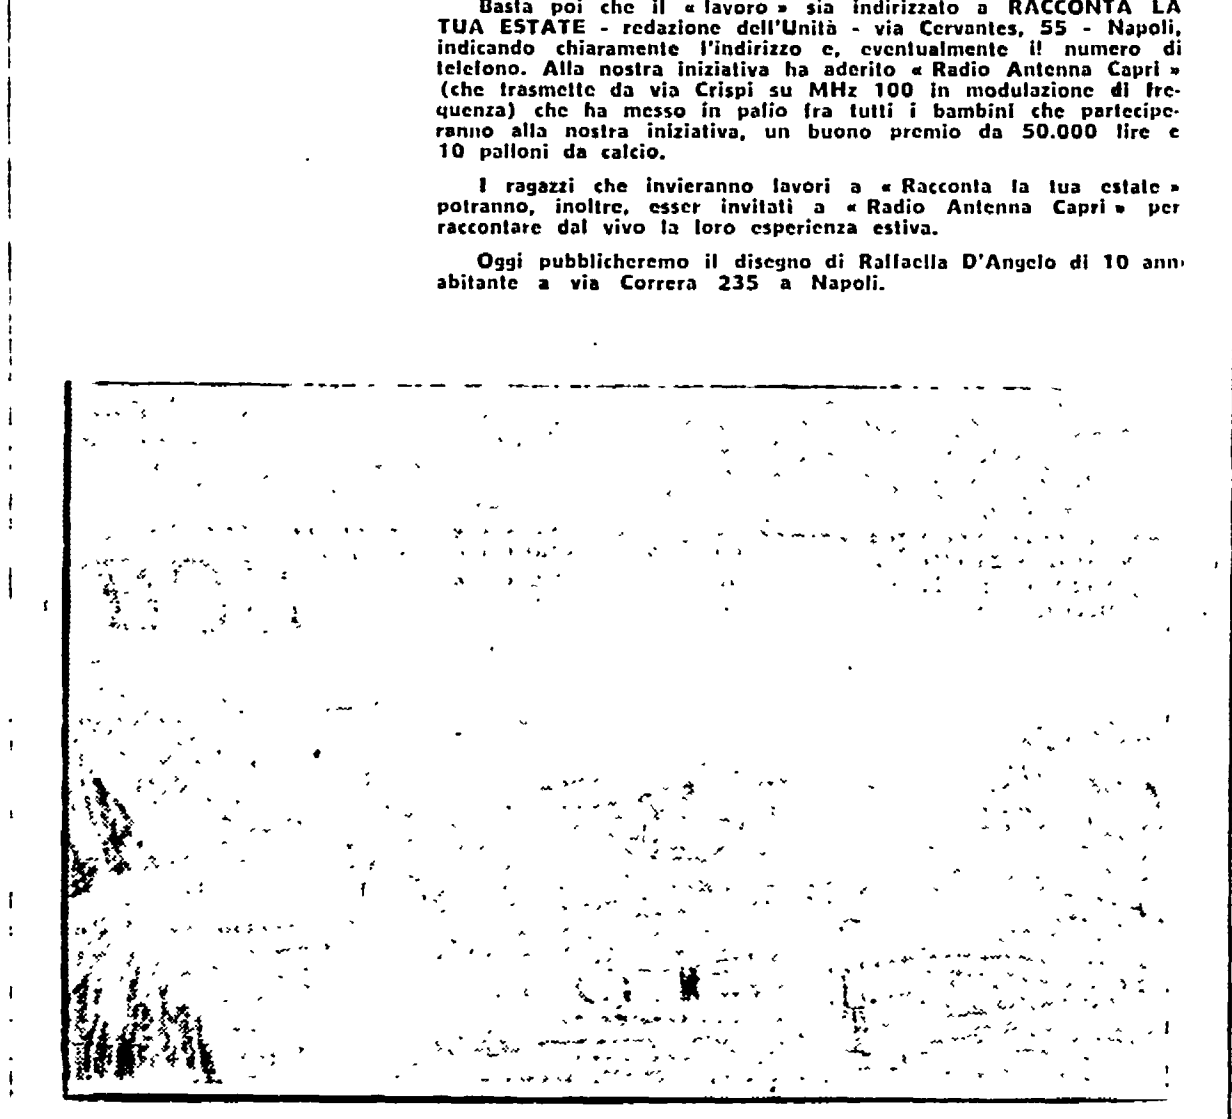 Basta poi che il « lavoro » sia indirizzato a RACCONTA LA
TUA ESTATE - redazione dell'Unità - via Cervantes, 55 - Napoli,
indicando chiaramente l'indirizzo e, eventualmente il numero di
telefono. Alla nostra iniziativa ha aderito « Radio Antenna Capri »
(che trasmette da via Crispi su MHz 100 in modulazione di fre-
quenza) che ha messo in palio fra tutti i bambini che partecipe-
ranno alla nostra iniziativa, un buono premio da 50.000 lire e
10 palloni da calcio.
I ragazzi che invieranno lavori a « Racconta la tua estate »
potranno, inoltre, esser invitati a « Radio Antenna Capri » per
raccontare dal vivo la loro esperienza estiva.
Oggi pubblicheremo il disegno di Raffaella D'Angelo di 10 anni
abitante a via Correra 235 a Napoli.